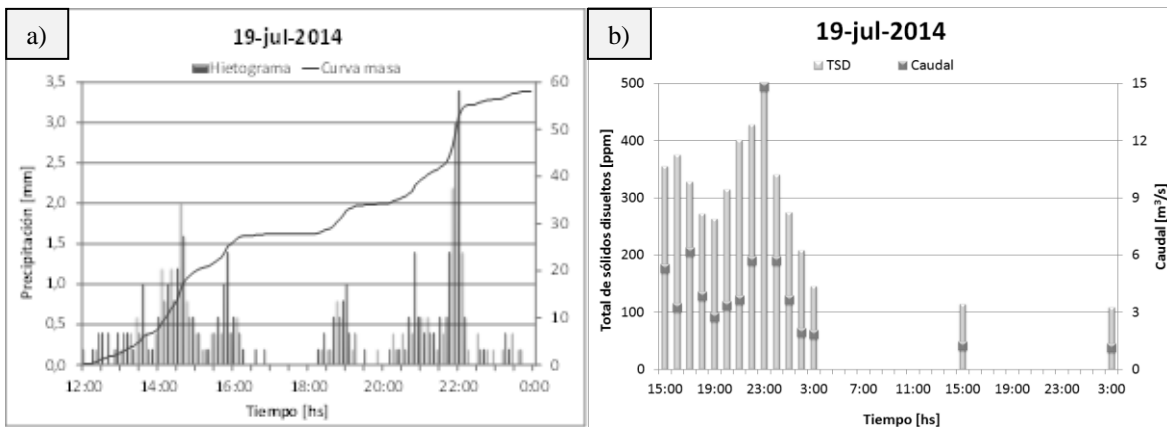 a)
19-jul-2014
Hietograma
Curva masa
Precipitación [mm]
3,5
3,0
2,5
2,0
1,5
1,0
0,5
0,0
60
50
40
30
20
10
0
12:00 14:00 16:00 18:00 20:00 22:00 0:00
Tiempo [hs]
b)
19-jul-2014
TSD
Caudal
Total de sólidos disueltos [ppm]
500
400
300
200
100
0
15
12
9
6
3
0
Caudal [m³/s]
15:00 19:00 23:00 3:00 7:00 11:00 15:00 19:00 23:00 3:00
Tiempo [hs]